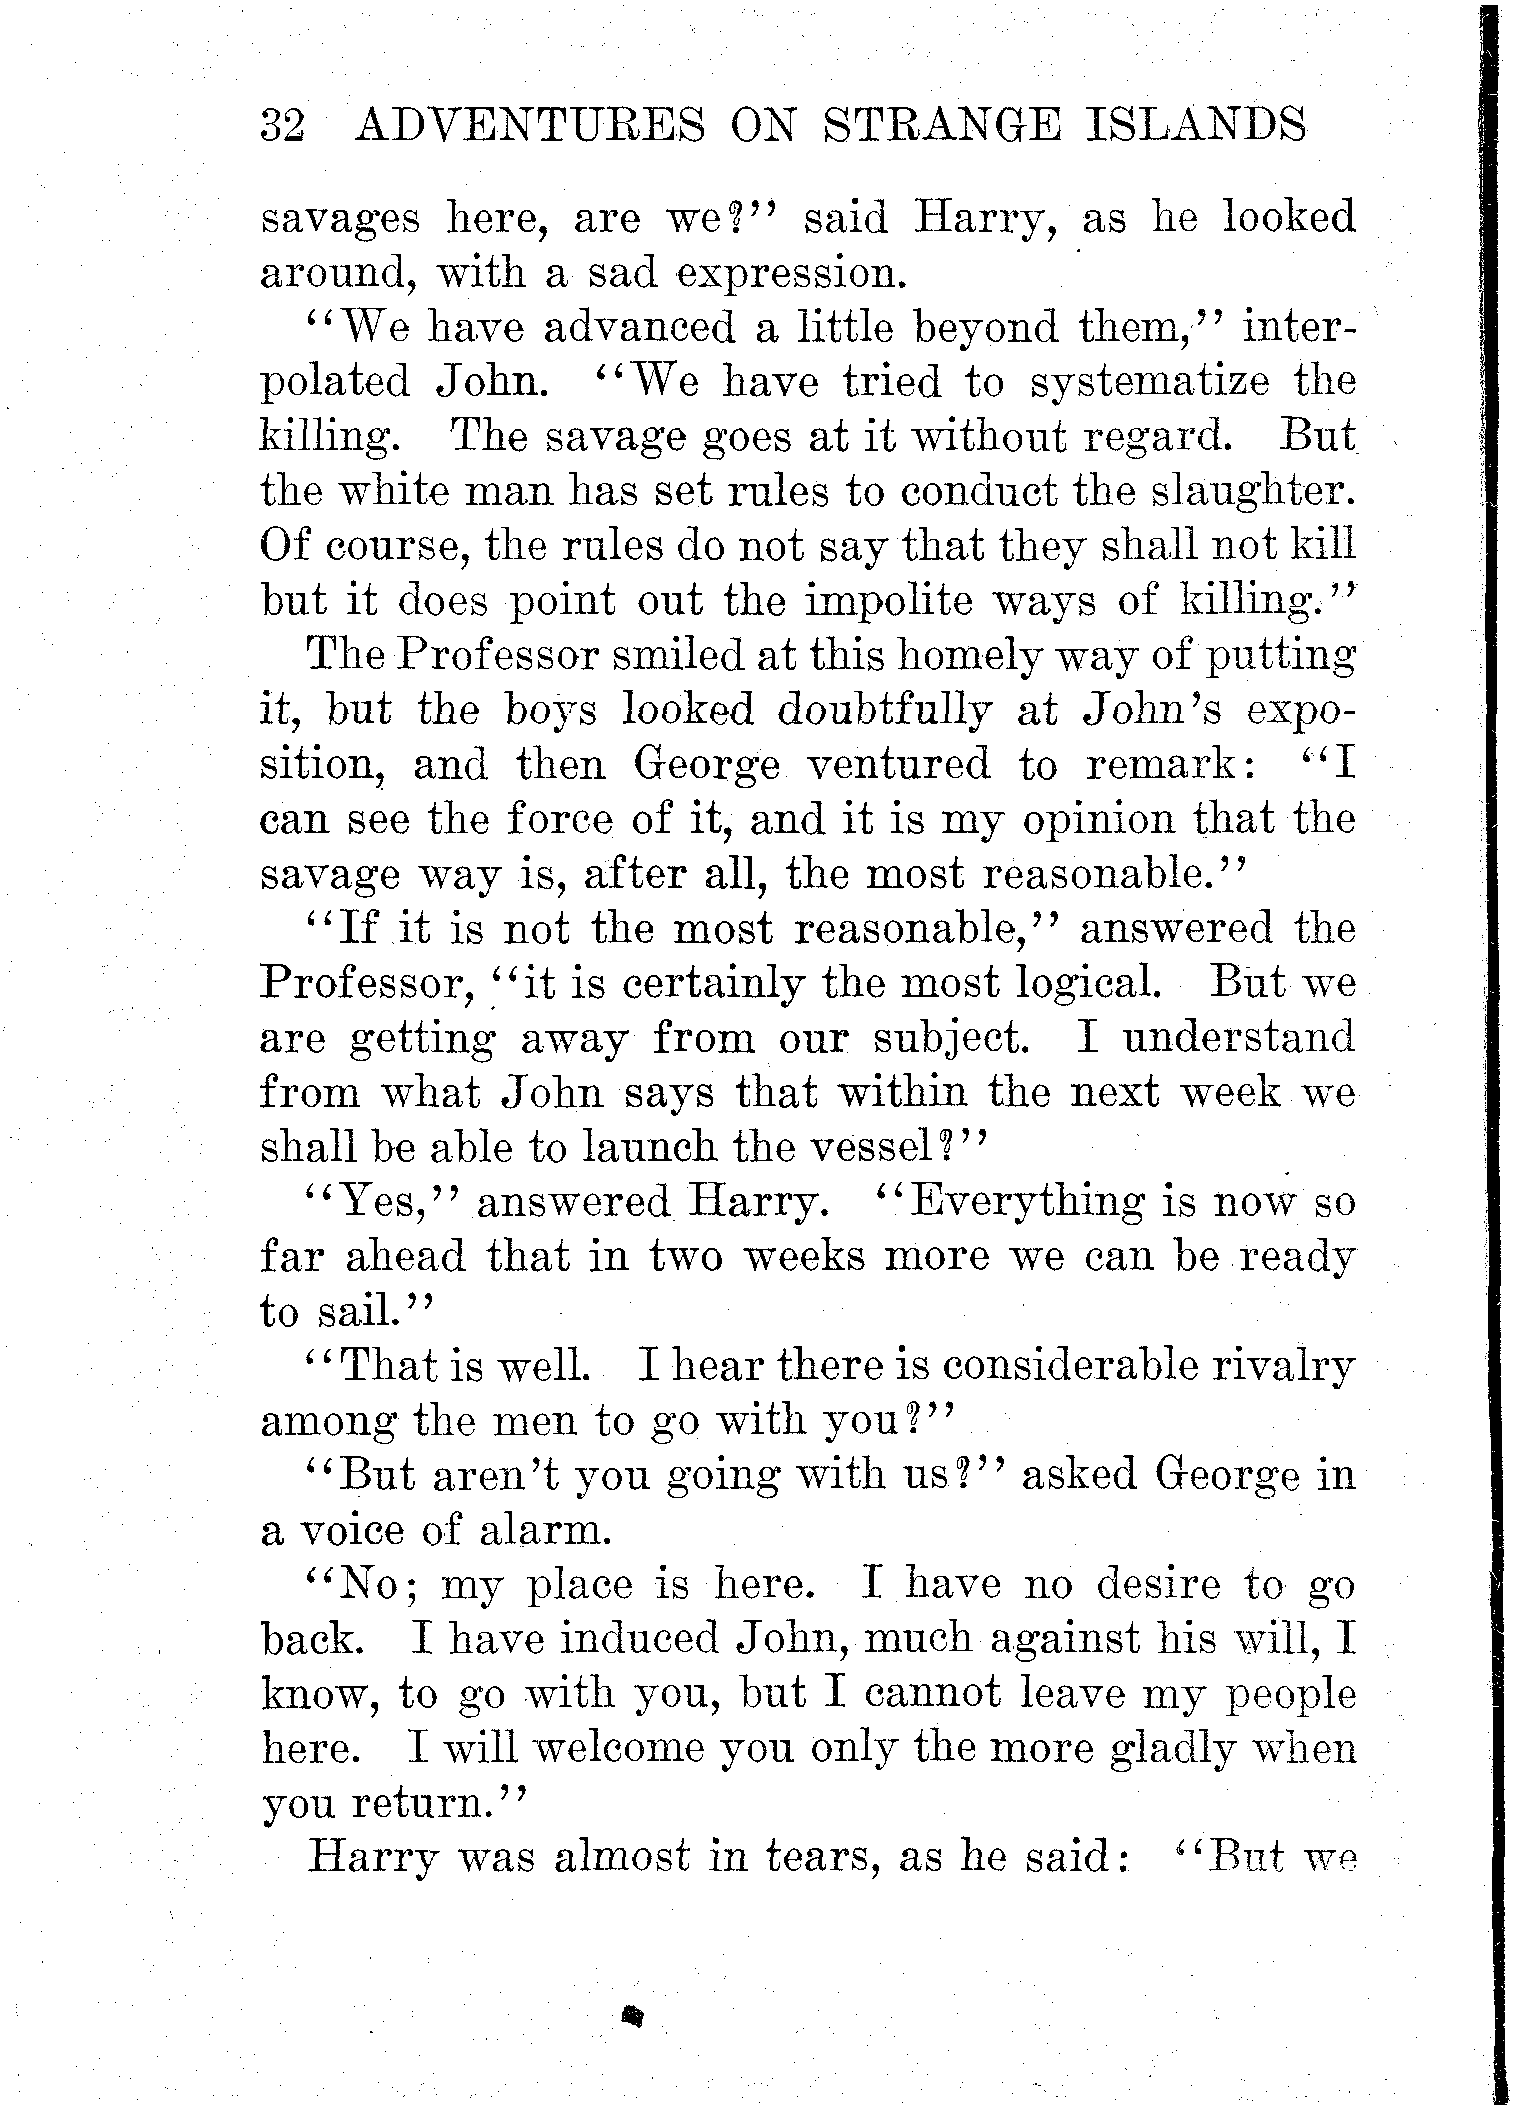 32 ADVENTURES ON STRANGE ISLANDS
savages here, are we?" said Harry, as he looked
around, with a sad expression.
"We have advanced a little beyond them," inter-
polated John. "We have tried to systematize the
killing. The savage goes at it without regard. But
the white man has set rules to conduct the slaughter.
Of course, the rules do not say that they shall not kill
but it does point out the impolite ways of killing."
The Professor smiled at this homely way of putting
it, but the boys looked doubtfully at John's expo-
sition, and then George ventured to remark: "I
can see the force of it, and it is my opinion that the
savage way is, after all, the most reasonable."
"If it is not the most reasonable," answered the
Professor, "it is certainly the most logical. But we
are getting away from our subject. I understand
from what John says that within the next week we
shall be able to launch the vessel?"
"Yes," answered Harry. "Everything is now so
far ahead that in two weeks more we can be ready
to sail."
"That is well. I hear there is considerable rivalry
among the men to go with you?"
"But aren't you going with us?" asked George in
a voice of alarm.
"No; my place is here. I have no desire to go
back. I have induced John, much against his will, I
know, to go with you, but I cannot leave my people
here. I will welcome you only the more gladly when
you return."
Harry was almost in tears, as he said: "But we